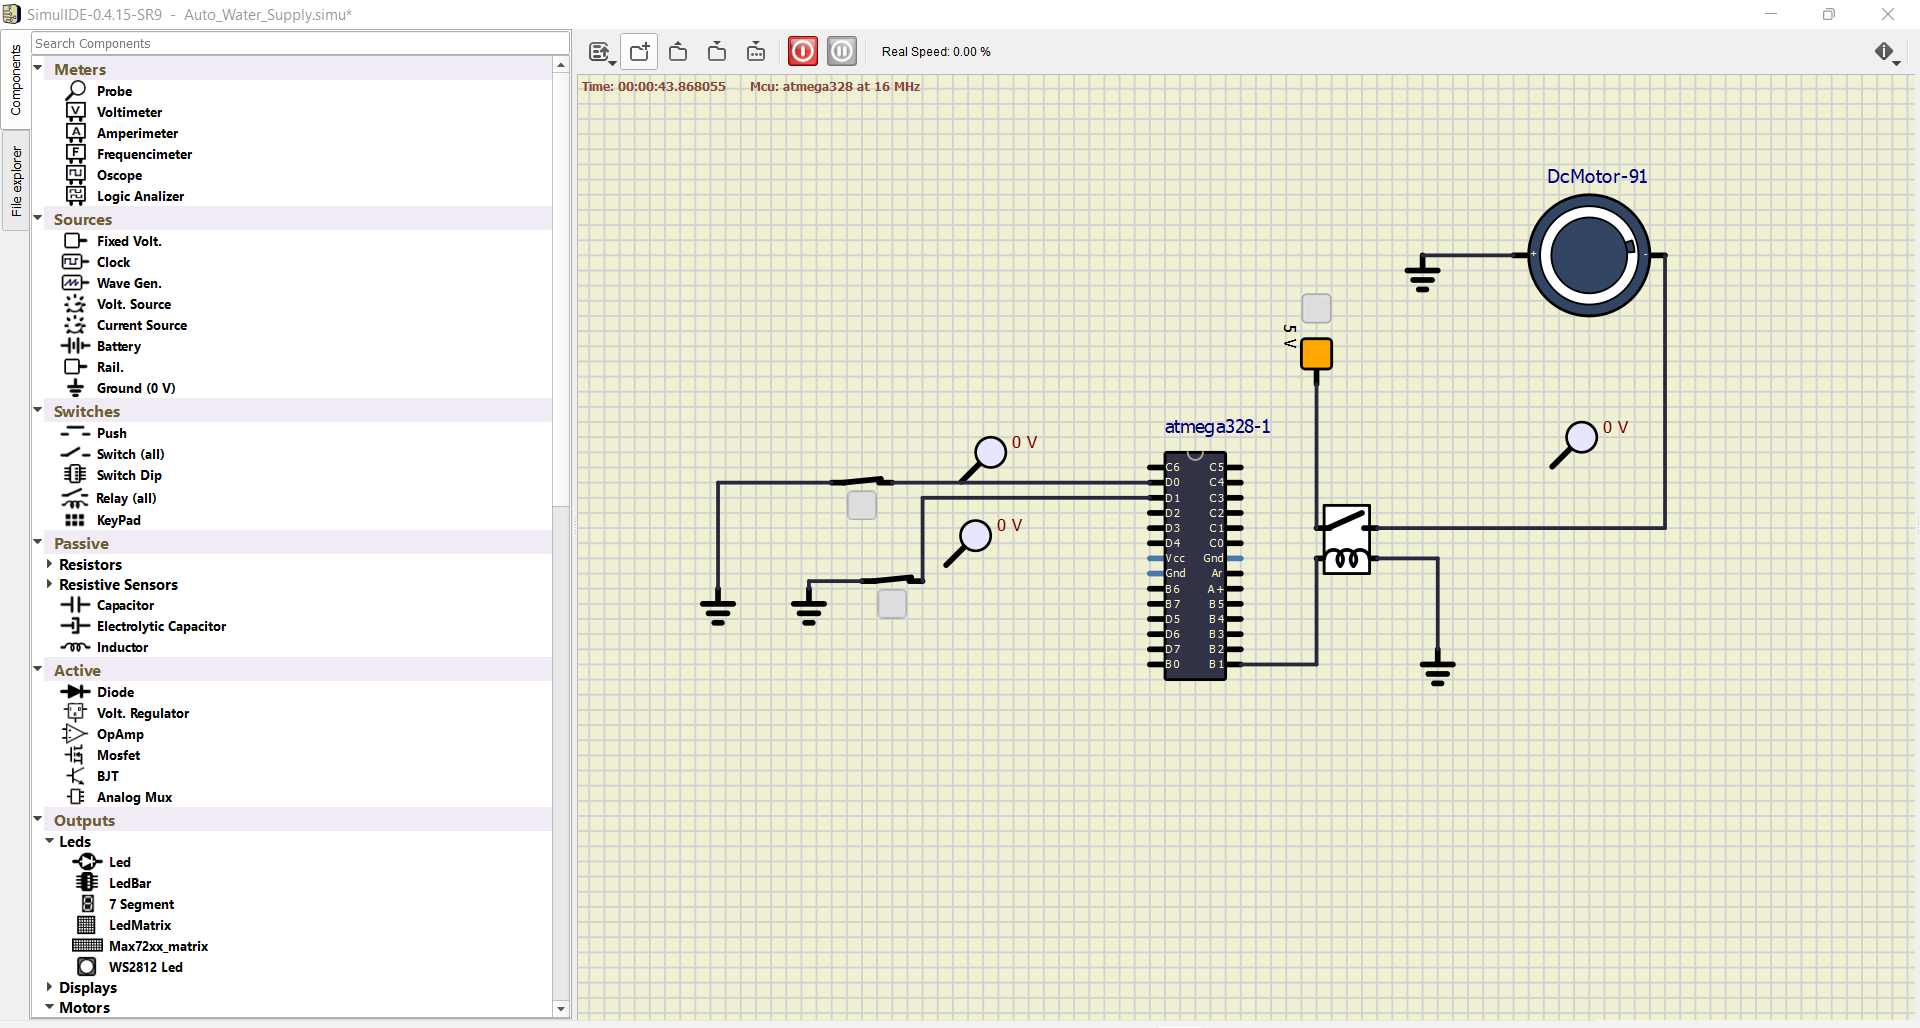 SimulIDE-0.4.15-SR9 - Auto_Water_Supply.simu*
Components
File explorer
Search Components
Meters
Probe
Voltimeter
Amperimeter
Frequencimeter
Oscope
Logic Analizer
Sources
Fixed Volt.
Clock
Wave Gen.
Volt. Source
Current Source
Battery
Rail.
Ground (0 V)
Switches
Push
Switch (all)
Switch Dip
Relay (all)
KeyPad
Passive
Resistors
Resistive Sensors
Capacitor
Electrolytic Capacitor
Inductor
Active
Diode
Volt. Regulator
OpAmp
Mosfet
BJT
Analog Mux
Outputs
Leds
Led
LedBar
7 Segment
LedMatrix
Max72xx_matrix
WS2812 Led
Displays
Motors
Real Speed: 0.00 %
Time: 00:00:43.868055 Mcu: atmega328 at 16 MHz
DcMotor-91
+ -
5 V
atmega328-1
0 V
0 V
0 V
C6 C5
D0 C4
D1 C3
D2 C2
D3 C1
D4 C0
Vcc Gnd
Gnd Ar
B6 A+
B7 B5
D5 B4
D6 B3
D7 B2
B0 B1